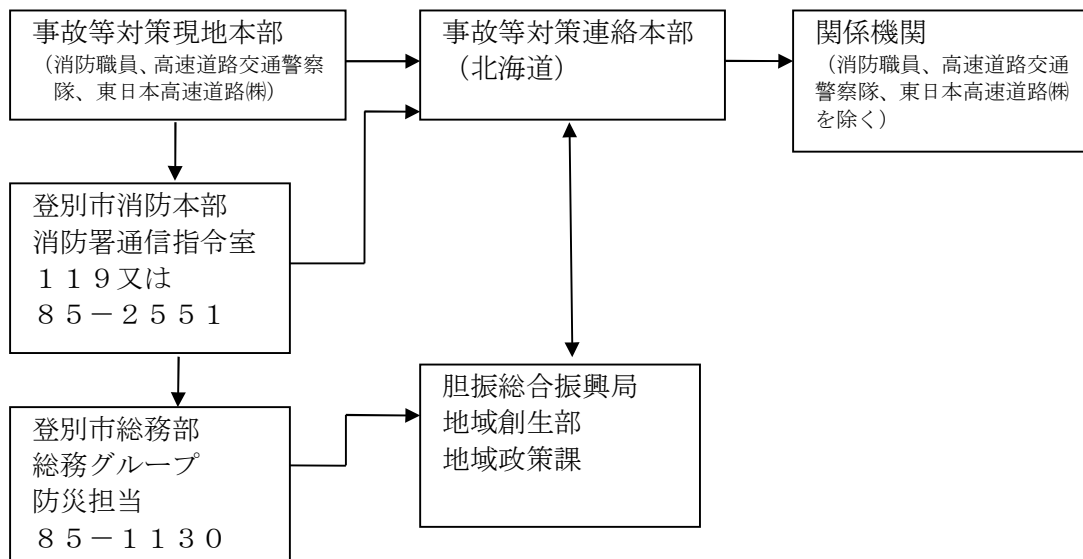 事故等対策現地本部
（消防職員、高速道路交通警察
隊、東日本高速道路㈱）
事故等対策連絡本部
（北海道）
関係機関
（消防職員、高速道路交通
警察隊、東日本高速道路㈱
を除く）
登別市消防本部
消防署通信指令室
１１９又は
８５－２５５１
登別市総務部
総務グループ
防災担当
８５－１１３０
胆振総合振興局
地域創生部
地域政策課